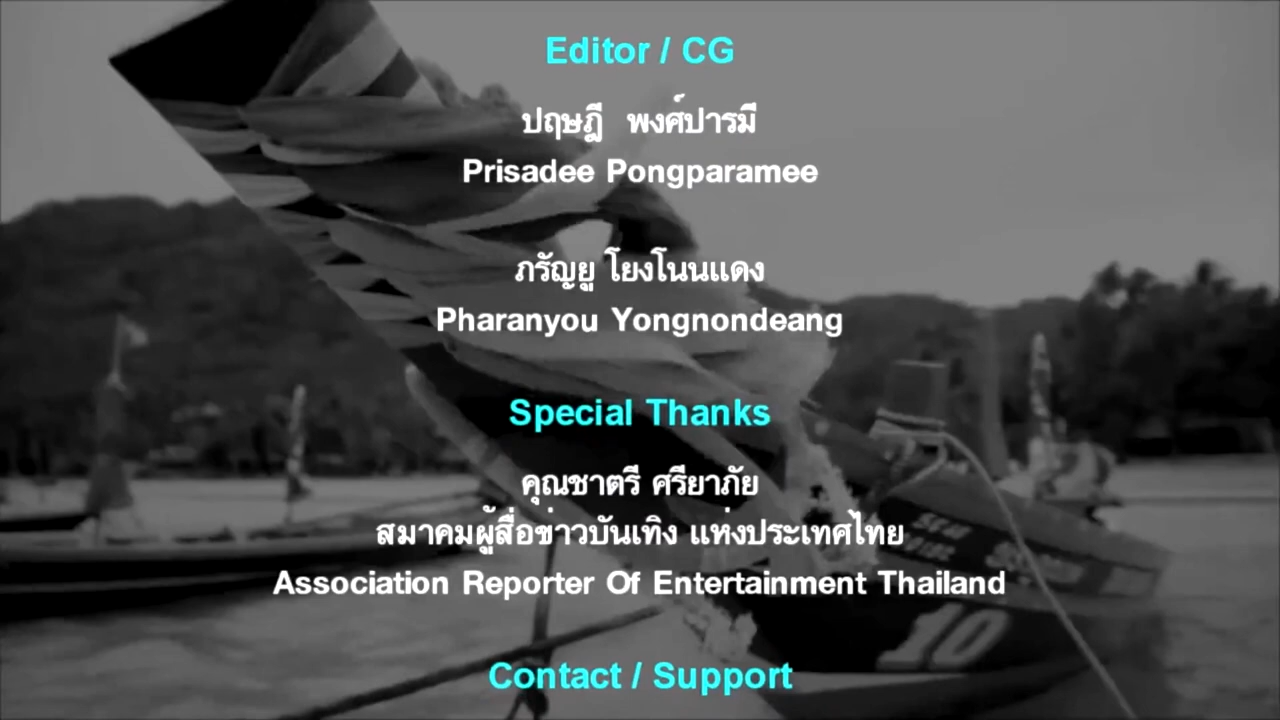 Editor / CG
ปฤษฎี พงศ์ปารมี
Prisadee Pongparamee
ภรัญยู โยงโนนแดง
Pharanyou Yongnondeang
Special Thanks
คุณชาตรี ศรียาภัย
สมาคมผู้สื่อข่าวบันเทิง แห่งประเทศไทย
Association Reporter Of Entertainment Thailand
10
Contact / Support